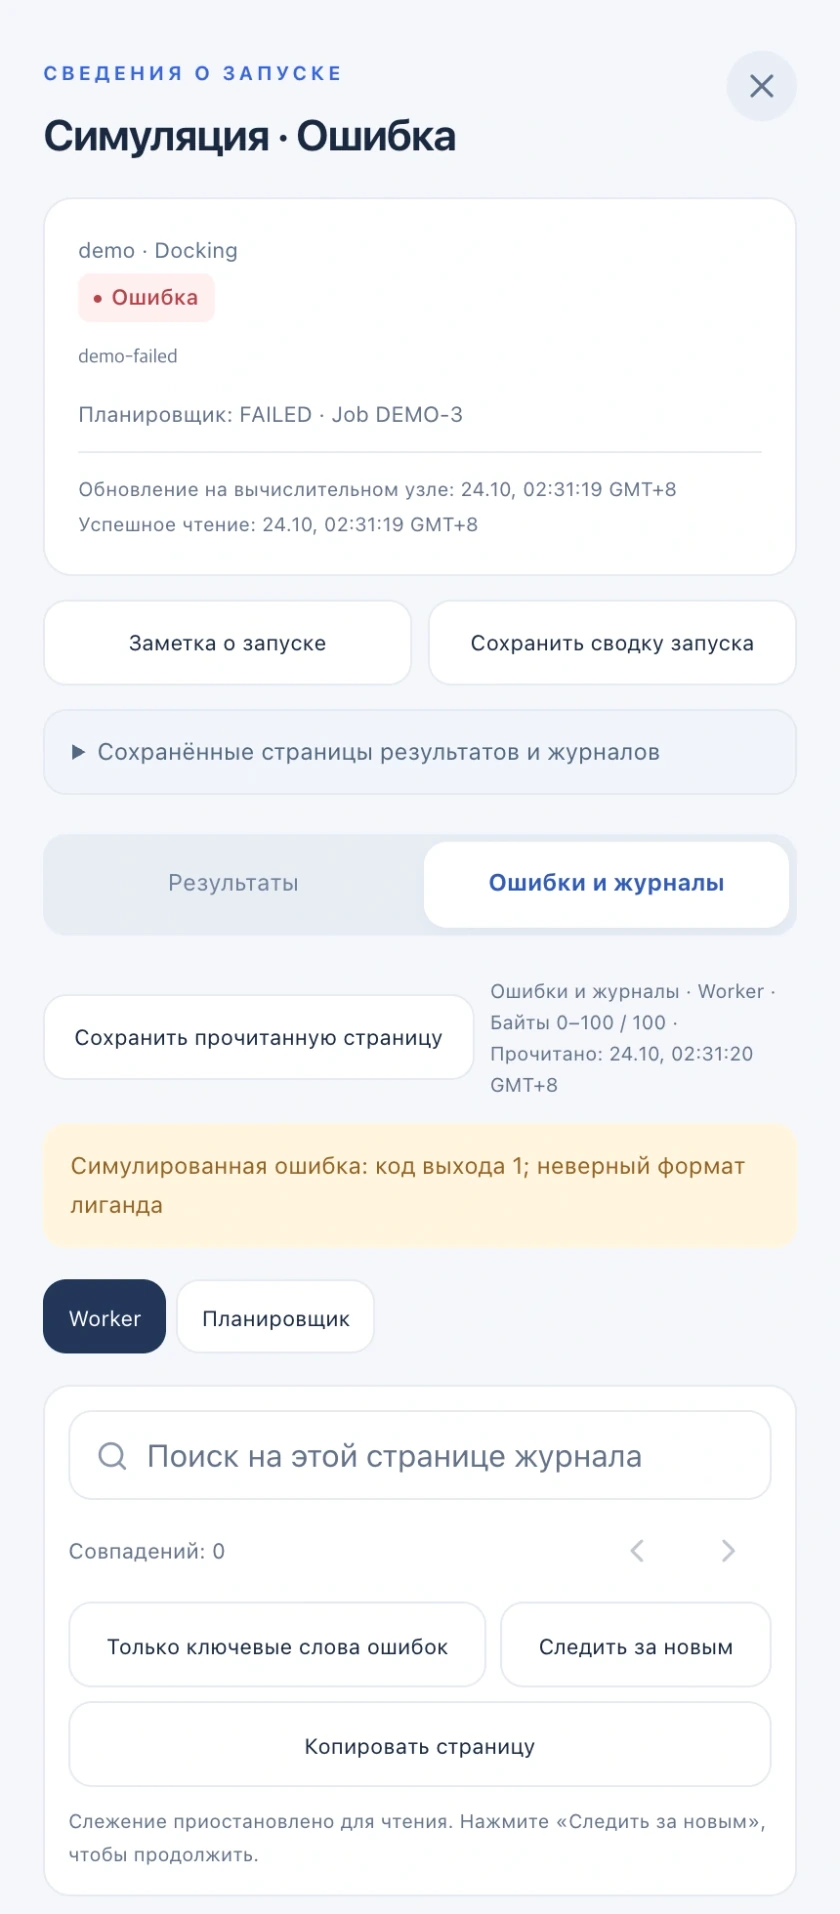 СВЕДЕНИЯ О ЗАПУСКЕ
Симуляция · Ошибка
demo · Docking
• Ошибка
demo-failed
Планировщик: FAILED · Job DEMO-3
Обновление на вычислительном узле: 24.10, 02:31:19 GMT+8
Успешное чтение: 24.10, 02:31:19 GMT+8
Заметка о запуске
Сохранить сводку запуска
Сохранённые страницы результатов и журналов
Результаты
Ошибки и журналы
Сохранить прочитанную страницу
Ошибки и журналы · Worker ·
Байты 0–100 / 100 ·
Прочитано: 24.10, 02:31:20
GMT+8
Симулированная ошибка: код выхода 1; неверный формат
лиганда
Worker
Планировщик
Поиск на этой странице журнала
Совпадений: 0
Только ключевые слова ошибок
Следить за новым
Копировать страницу
Слежение приостановлено для чтения. Нажмите «Следить за новым»,
чтобы продолжить.